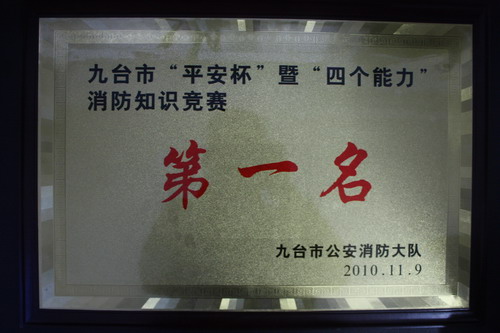 九台市“平安杯”暨“四个能力”
消防知识竞赛
第一名
九台市公安消防大队
2010.11.9